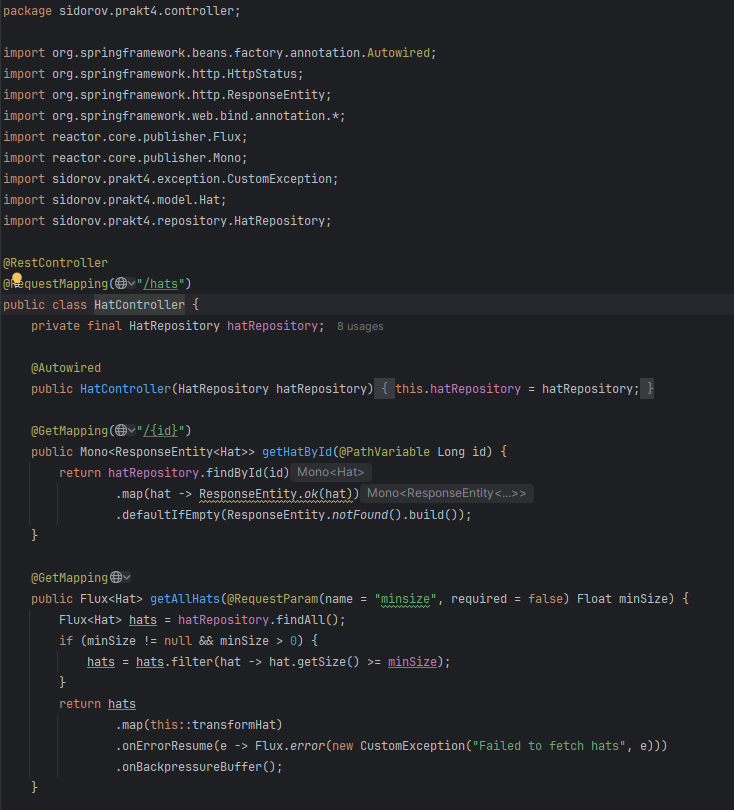 package sidorov.prakt4.controller;
import org.springframework.beans.factory.annotation.Autowired;
import org.springframework.http.HttpStatus;
import org.springframework.http.ResponseEntity;
import org.springframework.web.bind.annotation.*;
import reactor.core.publisher.Flux;
import reactor.core.publisher.Mono;
import sidorov.prakt4.exception.CustomException;
import sidorov.prakt4.model.Hat;
import sidorov.prakt4.repository.HatRepository;
@RestController
@RequestMapping("/hats")
public class HatController {
private final HatRepository hatRepository; 8 usages
@Autowired
public HatController(HatRepository hatRepository) { this.hatRepository = hatRepository; }
@GetMapping("/{id}")
public Mono<ResponseEntity<Hat>> getHatById(@PathVariable Long id) {
return hatRepository.findById(id) Mono<Hat>
.map(hat -> ResponseEntity.ok(hat)) Mono<ResponseEntity<...>>
.defaultIfEmpty(ResponseEntity.notFound().build());
}
@GetMapping
public Flux<Hat> getAllHats(@RequestParam(name = "minsize", required = false) Float minSize) {
Flux<Hat> hats = hatRepository.findAll();
if (minSize != null && minSize > 0) {
hats = hats.filter(hat -> hat.getSize() >= minSize);
}
return hats
.map(this::transformHat)
.onErrorResume(e -> Flux.error(new CustomException("Failed to fetch hats", e)))
.onBackpressureBuffer();
}